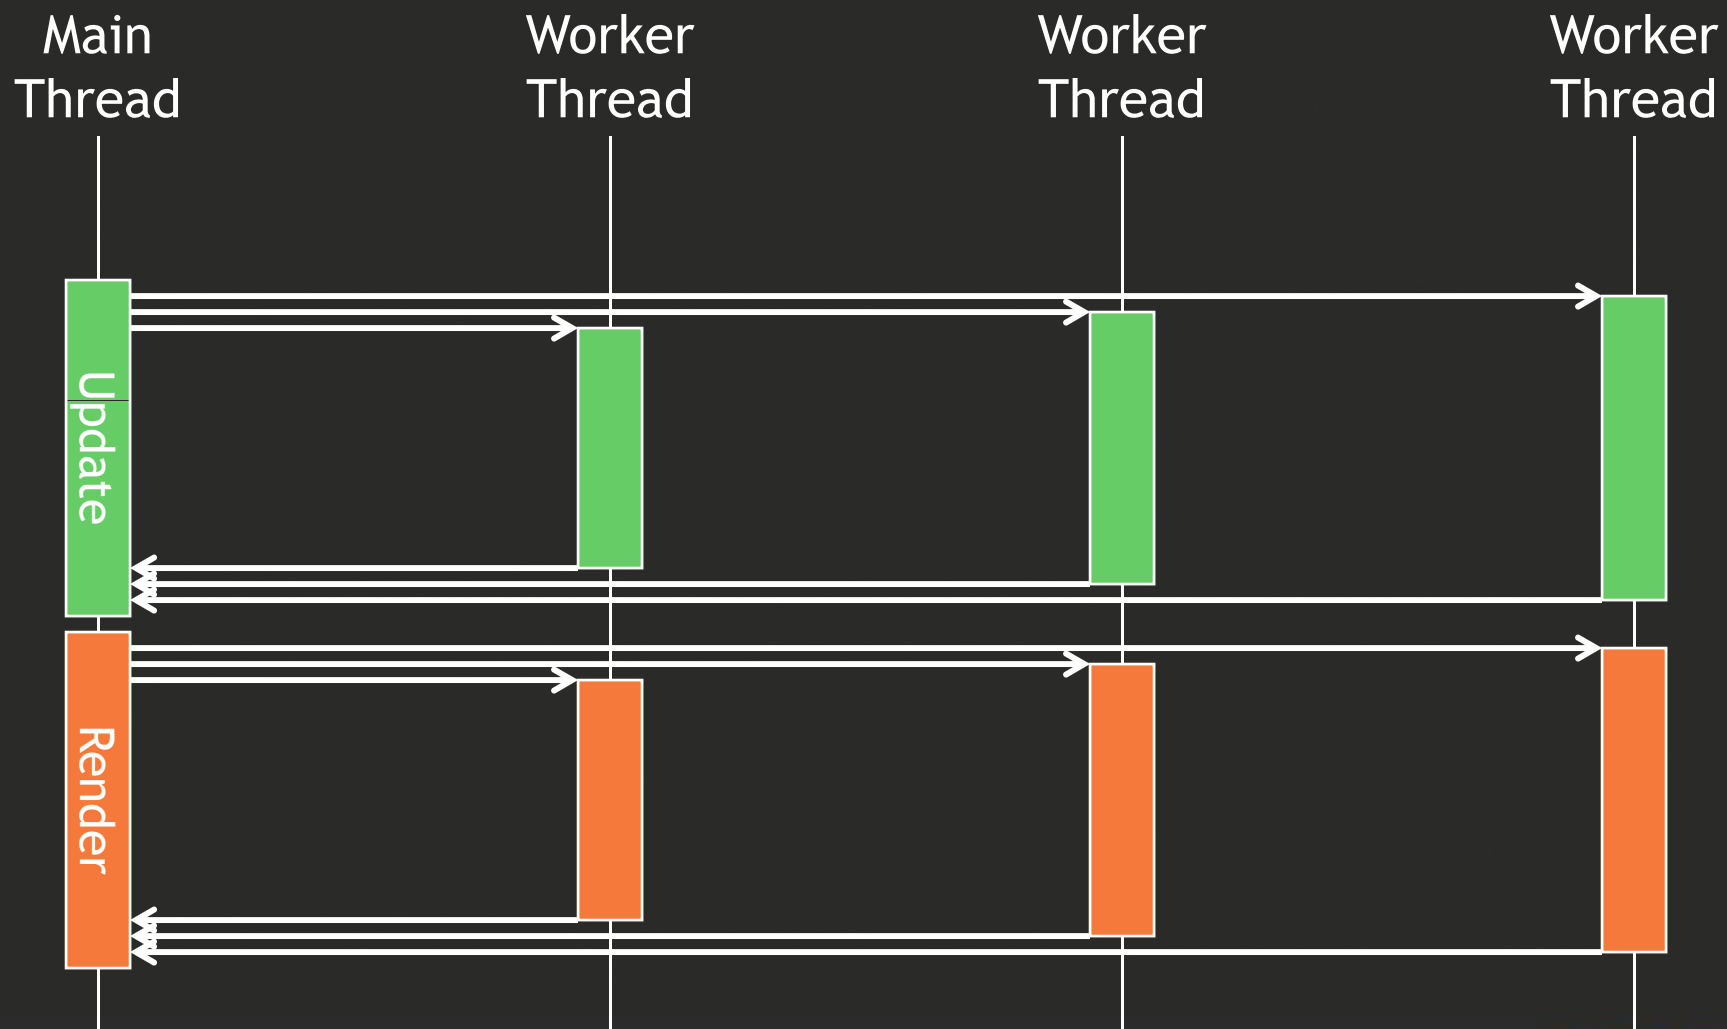 Main
Thread
Worker
Thread
Worker
Thread
Worker
Thread
Update
Render